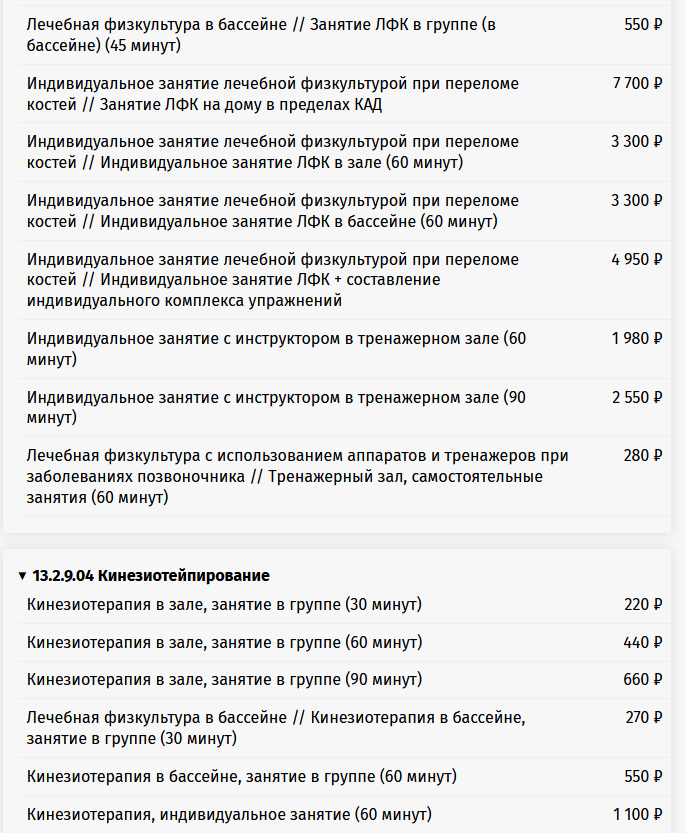 Лечебная физкультура в бассейне // Занятие ЛФК в группе (в 550 ₽
бассейне) (45 минут)
Индивидуальное занятие лечебной физкультурой при переломе 7 700 ₽
костей // Занятие ЛФК на дому в пределах КАД
Индивидуальное занятие лечебной физкультурой при переломе 3 300 ₽
костей // Индивидуальное занятие ЛФК в зале (60 минут)
Индивидуальное занятие лечебной физкультурой при переломе 3 300 ₽
костей // Индивидуальное занятие ЛФК в бассейне (60 минут)
Индивидуальное занятие лечебной физкультурой при переломе 4 950 ₽
костей // Индивидуальное занятие ЛФК + составление
индивидуального комплекса упражнений
Индивидуальное занятие с инструктором в тренажерном зале (60 1 980 ₽
минут)
Индивидуальное занятие с инструктором в тренажерном зале (90 2 550 ₽
минут)
Лечебная физкультура с использованием аппаратов и тренажеров при 280 ₽
заболеваниях позвоночника // Тренажерный зал, самостоятельные
занятия (60 минут)
▼ 13.2.9.04 Кинезиотейпирование
Кинезиотерапия в зале, занятие в группе (30 минут) 220 ₽
Кинезиотерапия в зале, занятие в группе (60 минут) 440 ₽
Кинезиотерапия в зале, занятие в группе (90 минут) 660 ₽
Лечебная физкультура в бассейне // Кинезиотерапия в бассейне, 270 ₽
занятие в группе (30 минут)
Кинезиотерапия в бассейне, занятие в группе (60 минут) 550 ₽
Кинезиотерапия, индивидуальное занятие (60 минут) 1 100 ₽